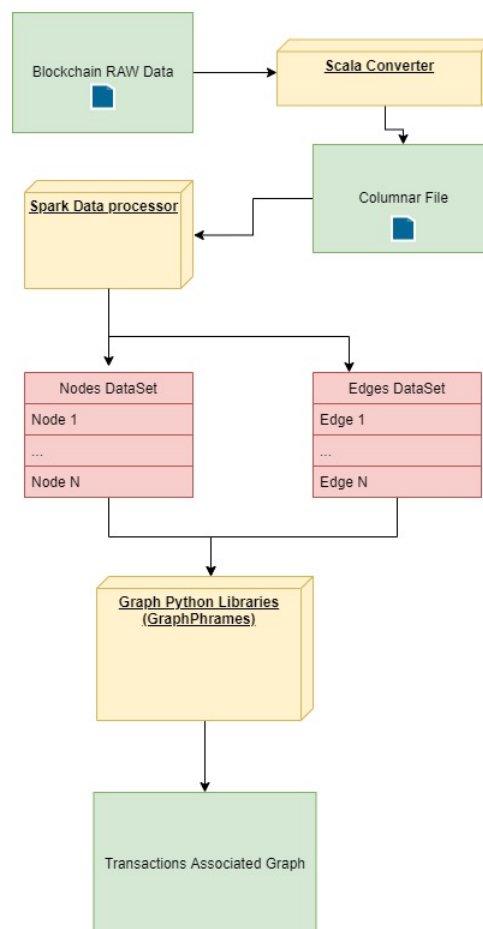 Blockchain RAW Data
Scala Converter
Columnar File
Spark Data processor
Nodes DataSet
Node 1
...
Node N
Edges DataSet
Edge 1
...
Edge N
Graph Python Libraries
(GraphPhrames)
Transactions Associated Graph